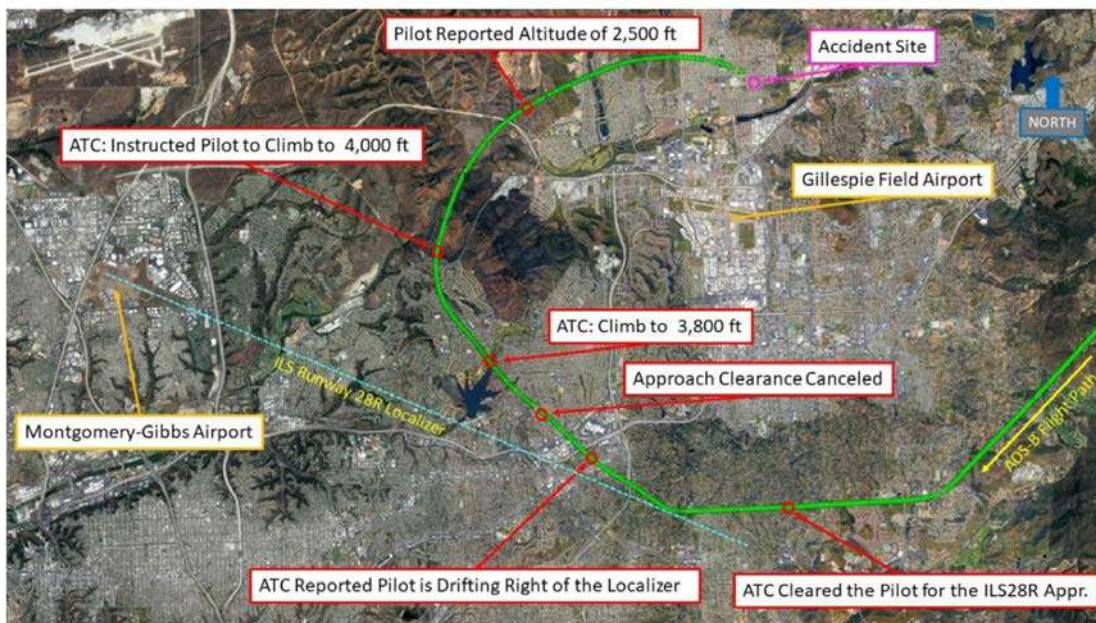 Pilot Reported Altitude of 2,500 ft
Accident Site
NORTH
ATC: Instructed Pilot to Climb to 4,000 ft
Gillespie Field Airport
ATC: Climb to 3,800 ft
Approach Clearance Canceled
ILS Runway 28R Localizer
Montgomery-Gibbs Airport
ADS-B Flight Path
ATC Reported Pilot is Drifting Right of the Localizer
ATC Cleared the Pilot for the ILS28R Appr.